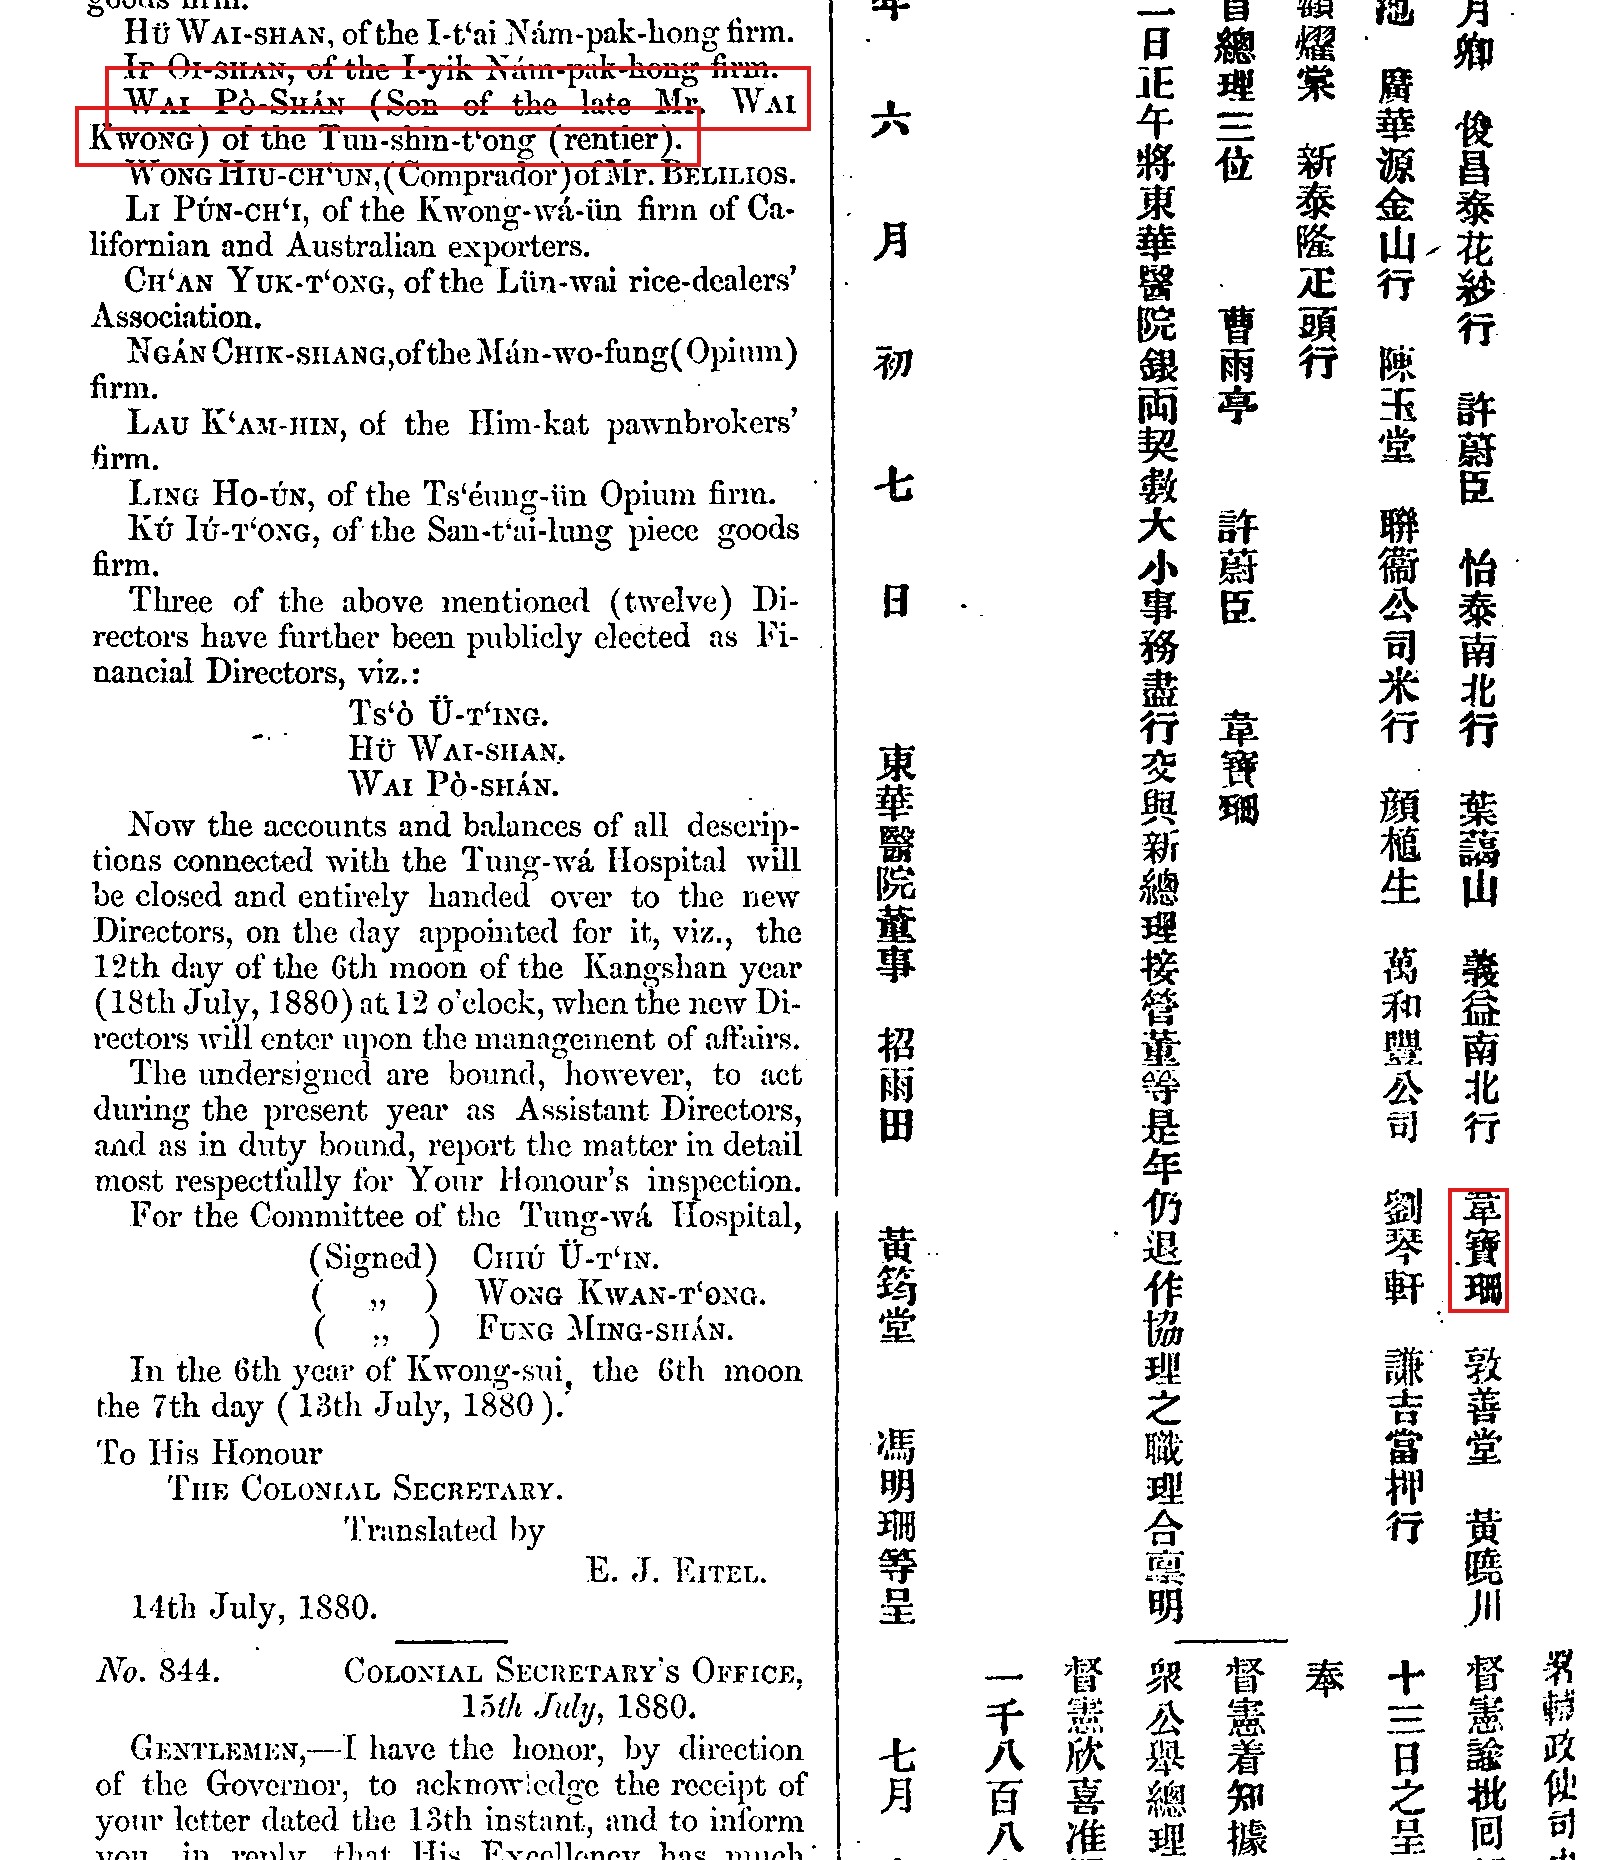 goods firm.
HÜ WAI-SHAN, of the I-t‘ai Nám-pak-hong firm.
IP OI-SHAN, of the I-yik Nám-pak-hong firm.
WAI PÒ-SHÁN (Son of the late Mr. WAI
KWONG) of the Tun-shin-t‘ong (rentier).
WONG HIU-CH‘UN, (Comprador) of Mr. BELILIOS.
LI PÚN-CH‘I, of the Kwong-wá-ün firm of Ca-
lifornian and Australian exporters.
CH‘AN YUK-T‘ONG, of the Lün-wai rice-dealers’
Association.
NGÁN CHIK-SHANG, of the Mán-wo-fung (Opium)
firm.
LAU K‘AM-HIN, of the Him-kat pawnbrokers’
firm.
LING HO-ÚN, of the Ts‘éung-ün Opium firm.
KÚ IÚ-T‘ONG, of the San-t‘ai-lung piece goods
firm.
Three of the above mentioned (twelve) Di-
rectors have further been publicly elected as Fi-
nancial Directors, viz.:
TS‘Ò Ü-T‘ING.
HÜ WAI-SHAN.
WAI PÒ-SHÁN.
Now the accounts and balances of all descrip-
tions connected with the Tung-wá Hospital will
be closed and entirely handed over to the new
Directors, on the day appointed for it, viz., the
12th day of the 6th moon of the Kangshan year
(18th July, 1880) at 12 o’clock, when the new Di-
rectors will enter upon the management of affairs.
The undersigned are bound, however, to act
during the present year as Assistant Directors,
and as in duty bound, report the matter in detail
most respectfully for Your Honour’s inspection.
For the Committee of the Tung-wá Hospital,
(Signed) CHIÚ Ü-T‘IN.
( „ ) WONG KWAN-T‘ONG.
( „ ) FUNG MING-SHÁN.
In the 6th year of Kwong-sui, the 6th moon
the 7th day (13th July, 1880).
To His Honour
THE COLONIAL SECRETARY.
Translated by
E. J. EITEL.
14th July, 1880.
No. 844. COLONIAL SECRETARY’S OFFICE,
15th July, 1880.
GENTLEMEN,—I have the honor, by direction
of the Governor, to acknowledge the receipt of
your letter dated the 13th instant, and to inform
you, in reply, that His Excellency has much
月卿 俊昌泰花紗行 許蔚臣 怡泰南北行 葉藹山 義益南北行 韋寶珊 敦善堂 黃曉川
池 廣華源金山行 陳玉堂 聯衛公司米行 顏植生 萬和豐公司 劉琴軒 謙吉當押行
顧燿棠 新泰隆疋頭行
首總理三位 曹雨亭 許蔚臣 韋寶珊
一日正午將東華醫院銀両契數大小事務盡行交與新總理接管董等是年仍退作協理之職理合稟明
年六月初七日 東華醫院董事 招雨田 黃筠堂 馮明珊等呈
輔政使司
督憲諭批回
十三日之呈
奉
督憲着知據
衆公舉總理
督憲欣喜准
一千八百八
七月